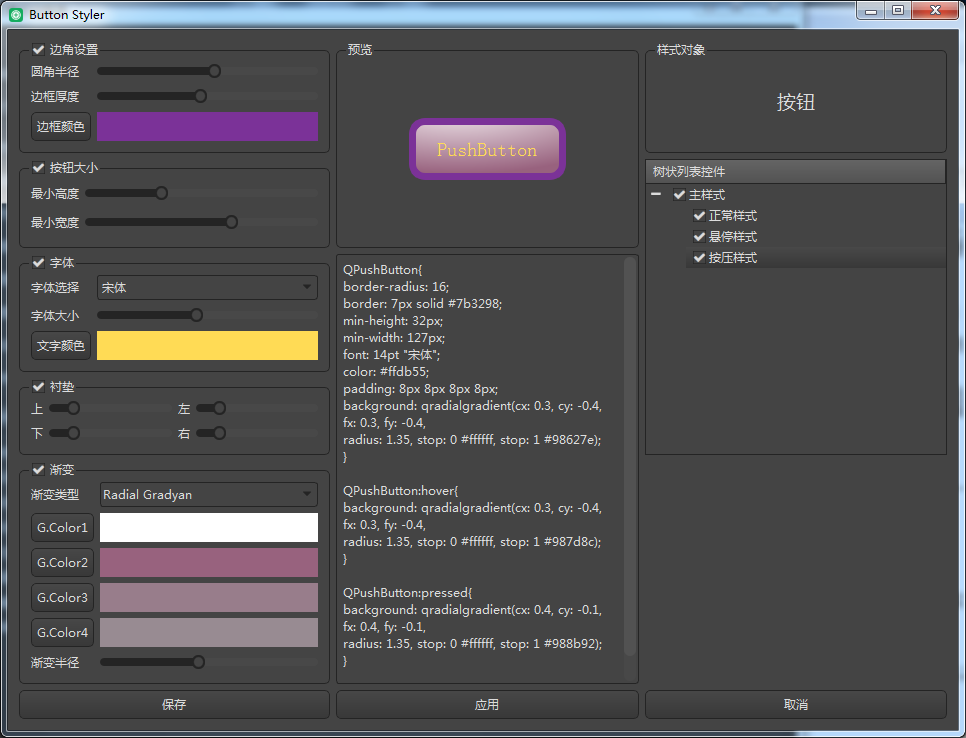 Button Styler
边角设置
圆角半径
边框厚度
边框颜色
按钮大小
最小高度
最小宽度
字体
字体选择 宋体
字体大小
文字颜色
衬垫
上 左
下 右
渐变
渐变类型 Radial Gradyan
G.Color1
G.Color2
G.Color3
G.Color4
渐变半径
保存
预览
PushButton
QPushButton{
border-radius: 16;
border: 7px solid #7b3298;
min-height: 32px;
min-width: 127px;
font: 14pt "宋体";
color: #ffdb55;
padding: 8px 8px 8px 8px;
background: qradialgradient(cx: 0.3, cy: -0.4,
fx: 0.3, fy: -0.4,
radius: 1.35, stop: 0 #ffffff, stop: 1 #98627e);
}
QPushButton:hover{
background: qradialgradient(cx: 0.3, cy: -0.4,
fx: 0.3, fy: -0.4,
radius: 1.35, stop: 0 #ffffff, stop: 1 #987d8c);
}
QPushButton:pressed{
background: qradialgradient(cx: 0.4, cy: -0.1,
fx: 0.4, fy: -0.1,
radius: 1.35, stop: 0 #ffffff, stop: 1 #988b92);
}
应用
样式对象
按钮
树状列表控件
主样式
正常样式
悬停样式
按压样式
取消